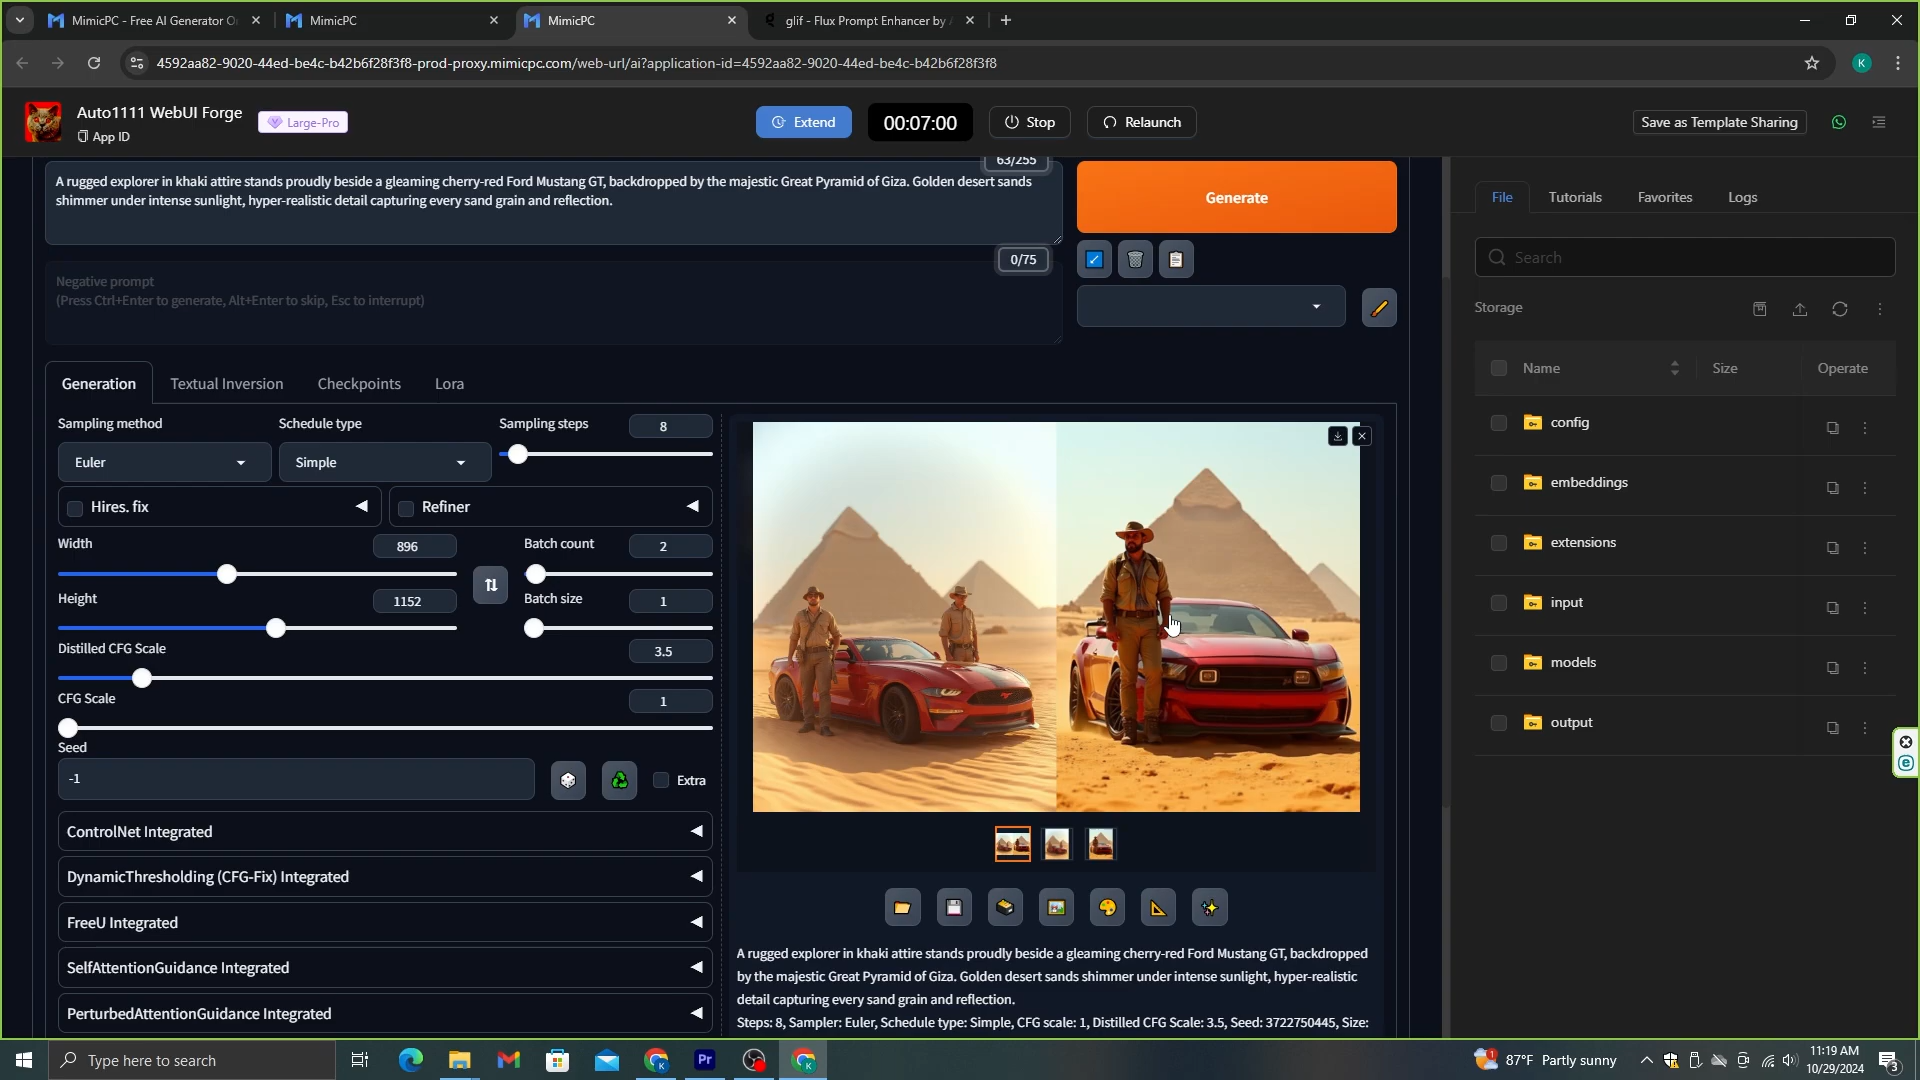 MimicPC - Free AI Generator O
MimicPC
MimicPC
glif - Flux Prompt Enhancer by
4592aa82-9020-44ed-be4c-b42b6f28f3f8-prod-proxy.mimicpc.com/web-url/ai?application-id=4592aa82-9020-44ed-be4c-b42b6f28f3f8
K
Auto1111 WebUI Forge
Large-Pro
App ID
Extend
00:07:00
Stop
Relaunch
Save as Template Sharing
63/255
A rugged explorer in khaki attire stands proudly beside a gleaming cherry-red Ford Mustang GT, backdropped by the majestic Great Pyramid of Giza. Golden desert sands
shimmer under intense sunlight, hyper-realistic detail capturing every sand grain and reflection.
Generate
0/75
Negative prompt
(Press Ctrl+Enter to generate, Alt+Enter to skip, Esc to interrupt)
File
Tutorials
Favorites
Logs
Search
Storage
Name
Size
Operate
config
embeddings
extensions
input
models
output
Generation
Textual Inversion
Checkpoints
Lora
Sampling method
Schedule type
Sampling steps
8
Euler
Simple
Hires. fix
Refiner
Width
896
Batch count
2
Height
1152
Batch size
1
Distilled CFG Scale
3.5
CFG Scale
1
Seed
-1
Extra
ControlNet Integrated
DynamicThresholding (CFG-Fix) Integrated
FreeU Integrated
SelfAttentionGuidance Integrated
PerturbedAttentionGuidance Integrated
A rugged explorer in khaki attire stands proudly beside a gleaming cherry-red Ford Mustang GT, backdropped
by the majestic Great Pyramid of Giza. Golden desert sands shimmer under intense sunlight, hyper-realistic
detail capturing every sand grain and reflection.
Steps: 8, Sampler: Euler, Schedule type: Simple, CFG scale: 1, Distilled CFG Scale: 3.5, Seed: 3722750445, Size:
Type here to search
Pr
87°F Partly sunny
11:19 AM
10/29/2024
3